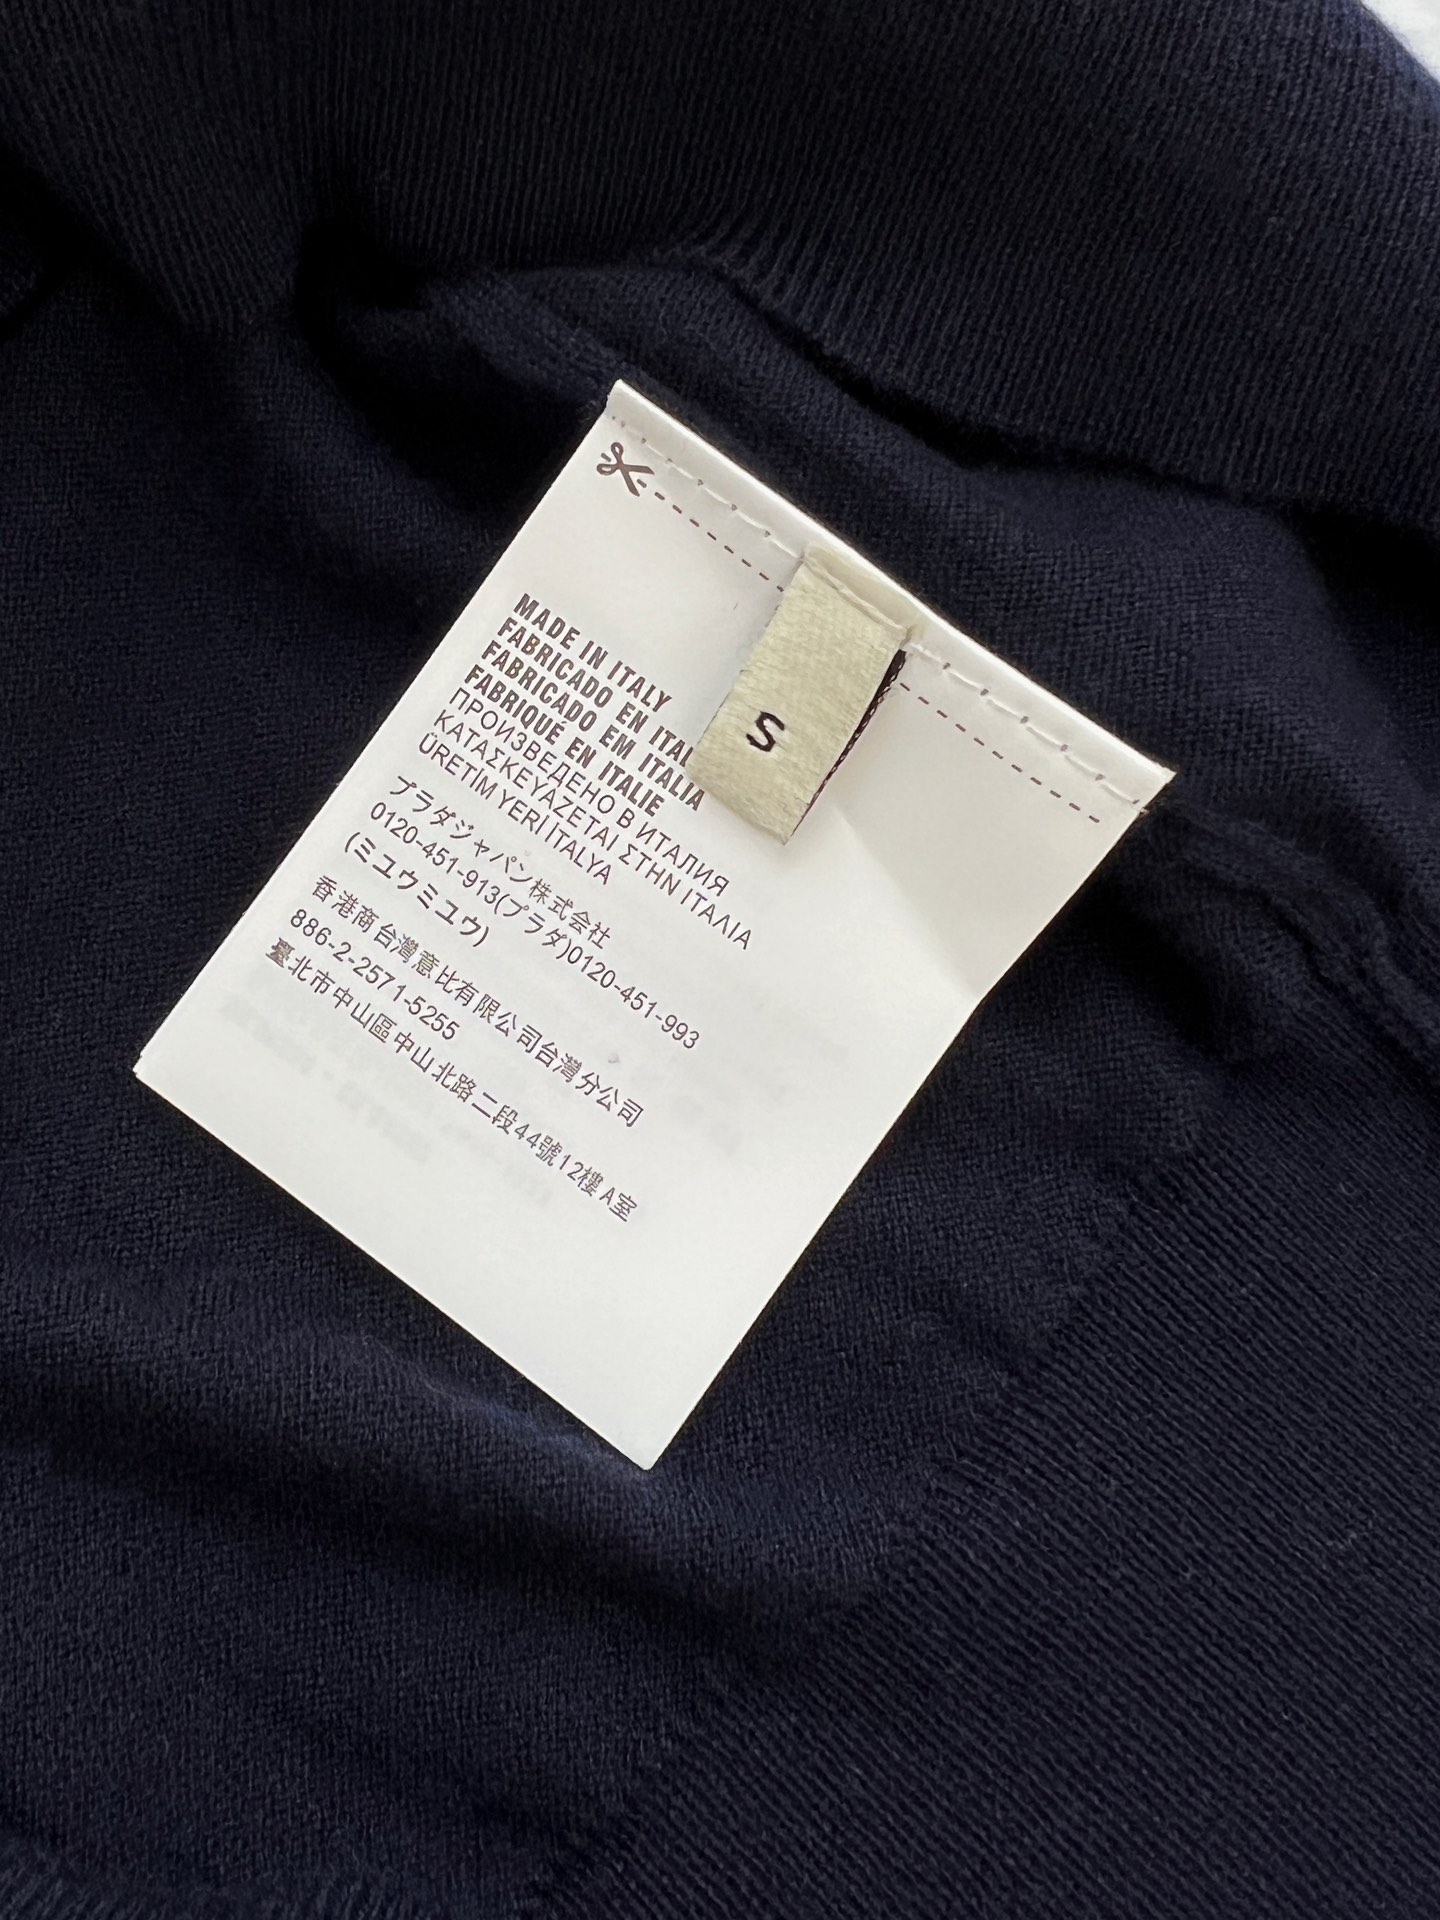 MADE IN ITALY
FABRICADO EN ITAL
FABRICADO EM ITALIA
FABRIQUÉ EN ITALIE
ПРОИЗВЕДЕНО В ИТАЛИЯ
ΚΑΤΑΣΚΕΥΆΖΕΤΑΙ ΣΤΗΝ ΙΤΑΛΙΑ
ÜRETİM YERİ İTALYA
プラダジャパン株式会社
0120-451-913(プラダ)0120-451-993
(ミユウミユウ)
香港商台灣意比有限公司台灣分公司
886-2-2571-5255
臺北市中山區中山北路二段44號12樓A室
S